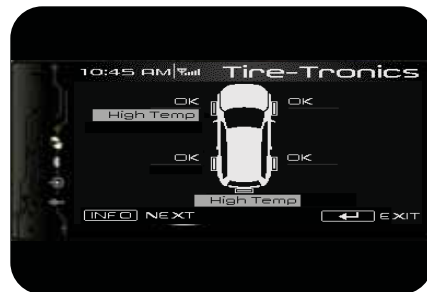 10:45 AM Tire-Tronics
OK OK
High Temp
OK OK
High Temp
INFO NEXT EXIT